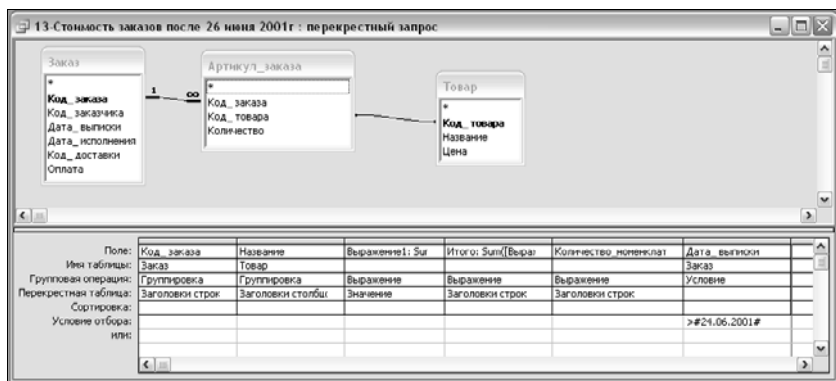 13-Стоимость заказов после 26 июня 2001г : перекрестный запрос
Заказ
*
Код_заказа
Код_заказчика
Дата_выписки
Дата_исполнения
Код_доставки
Оплата
1 ∞
Артикул_заказа
*
Код_заказа
Код_товара
Количество
Товар
*
Код_товара
Название
Цена
Поле: Код_заказа Название Выражение1: Sur Итого: Sum([Выраз Количество_номенклат Дата_выписки
Имя таблицы: Заказ Товар Заказ
Групповая операция: Группировка Группировка Выражение Выражение Выражение Условие
Перекрестная таблица: Заголовки строк Заголовки столбц Значение Заголовки строк Заголовки строк
Сортировка:
Условие отбора: >#24.06.2001#
или: